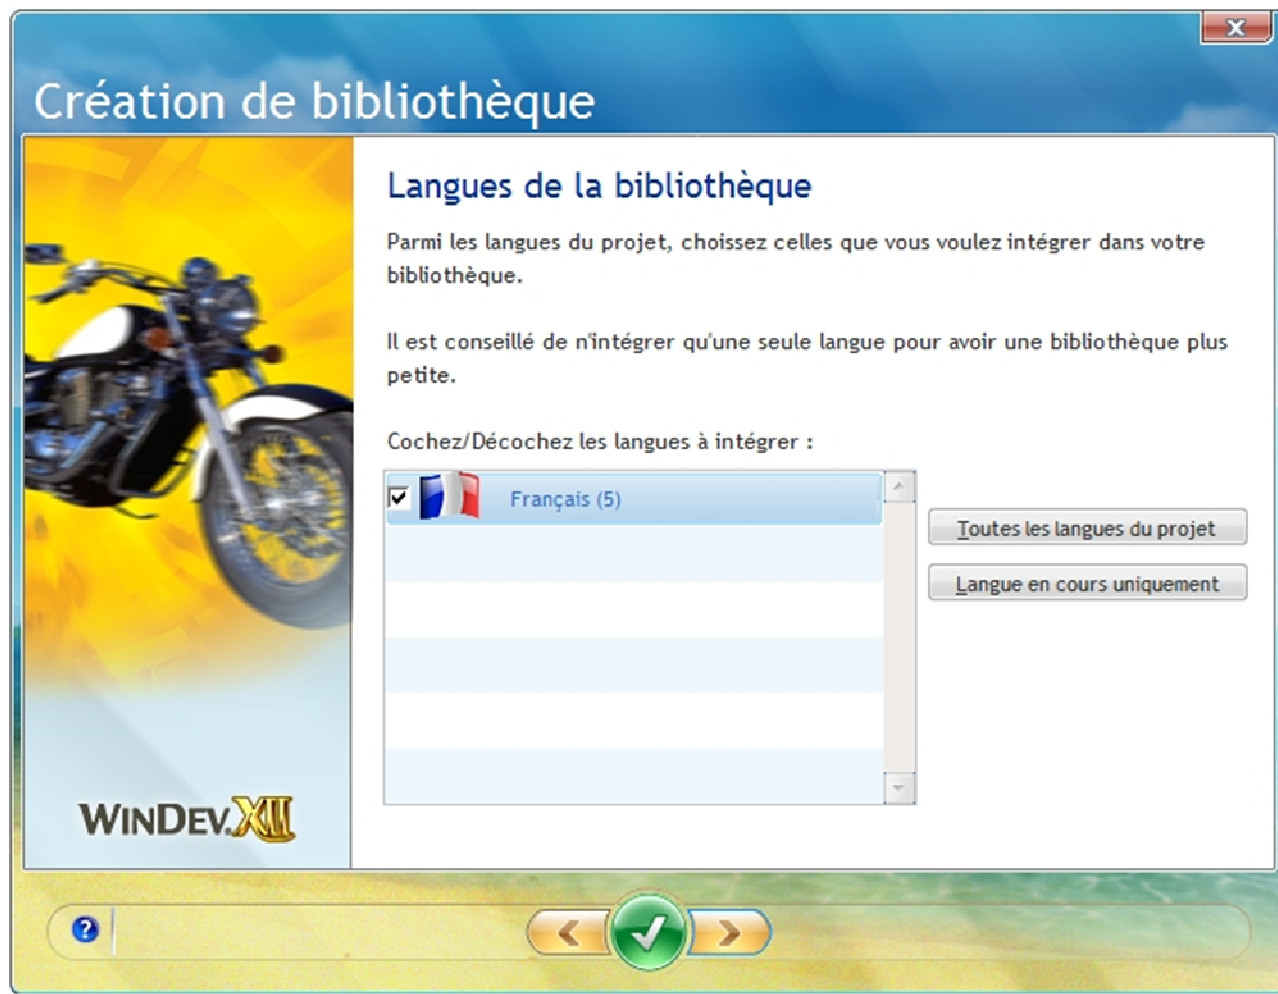 Création de bibliothèque
Langues de la bibliothèque
Parmi les langues du projet, choissez celles que vous voulez intégrer dans votre
bibliothèque.
Il est conseillé de n'intégrer qu'une seule langue pour avoir une bibliothèque plus
petite.
Cochez/Décochez les langues à intégrer :
Français (5)
Toutes les langues du projet
Langue en cours uniquement
WINDEV.XII
?